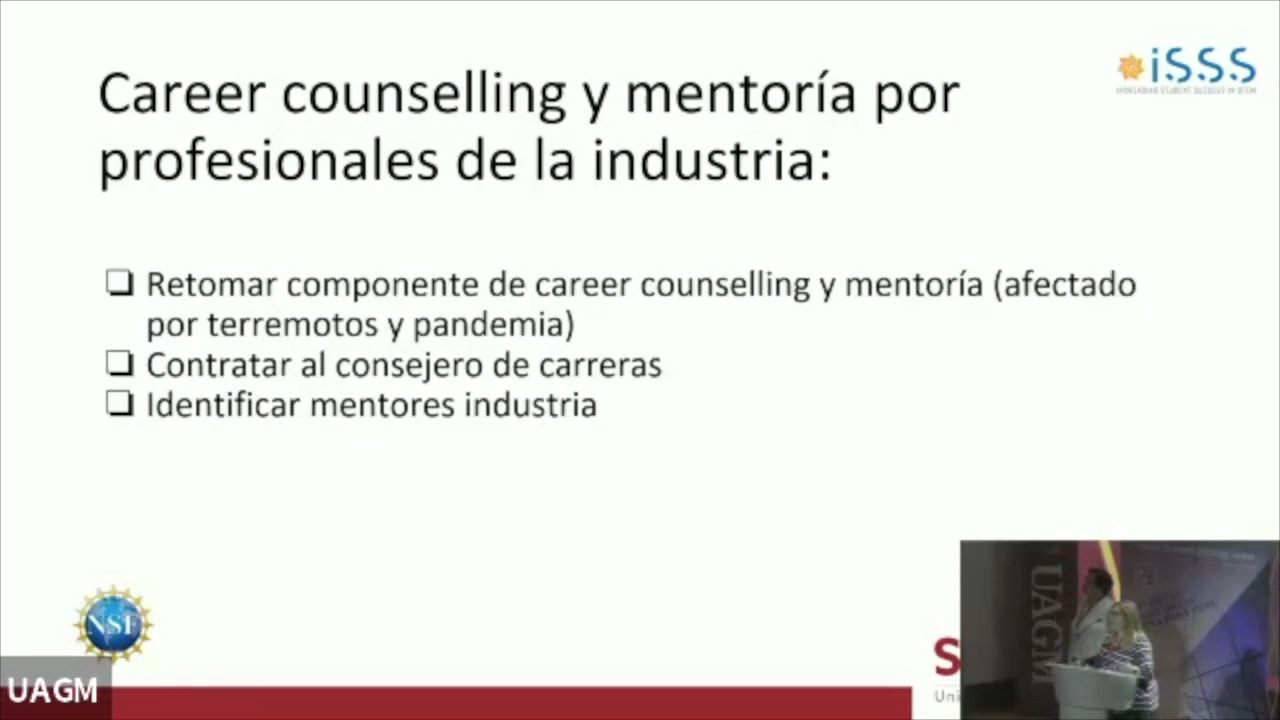 iSSS
Career counselling y mentoría por
profesionales de la industria:
Retomar componente de career counselling y mentoría (afectado
por terremotos y pandemia)
Contratar al consejero de carreras
Identificar mentores industria
NSF
UAGM
S
Uni
UAGM